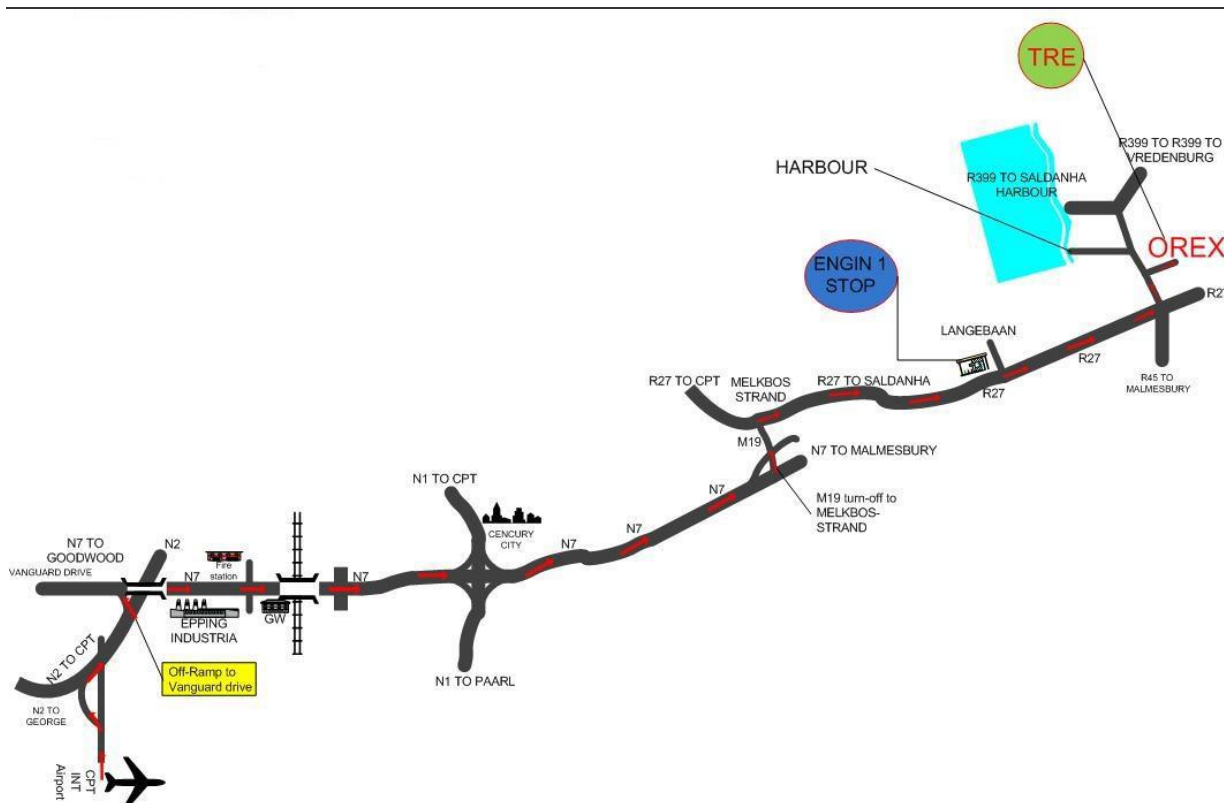 TRE
R399 TO R399 TO
VREDENBURG
HARBOUR
R399 TO SALDANHA
HARBOUR
OREX
ENGIN 1
STOP
R27
LANGEBAAN
R27
R45 TO
MALMESBURY
R27 TO CPT
MELKBOS
STRAND
R27 TO SALDANHA
R27
M19
N7 TO MALMESBURY
N1 TO CPT
N7
M19 turn-off to
MELKBOS-
STRAND
CENCURY
CITY
N7
N7
N7 TO
GOODWOOD
N2
VANGUARD DRIVE
N7
Fire
station
N7
EPPING
INDUSTRIA
GW
N2 TO CPT
Off-Ramp to
Vanguard drive
N1 TO PAARL
N2 TO
GEORGE
CPT
INT
Airport